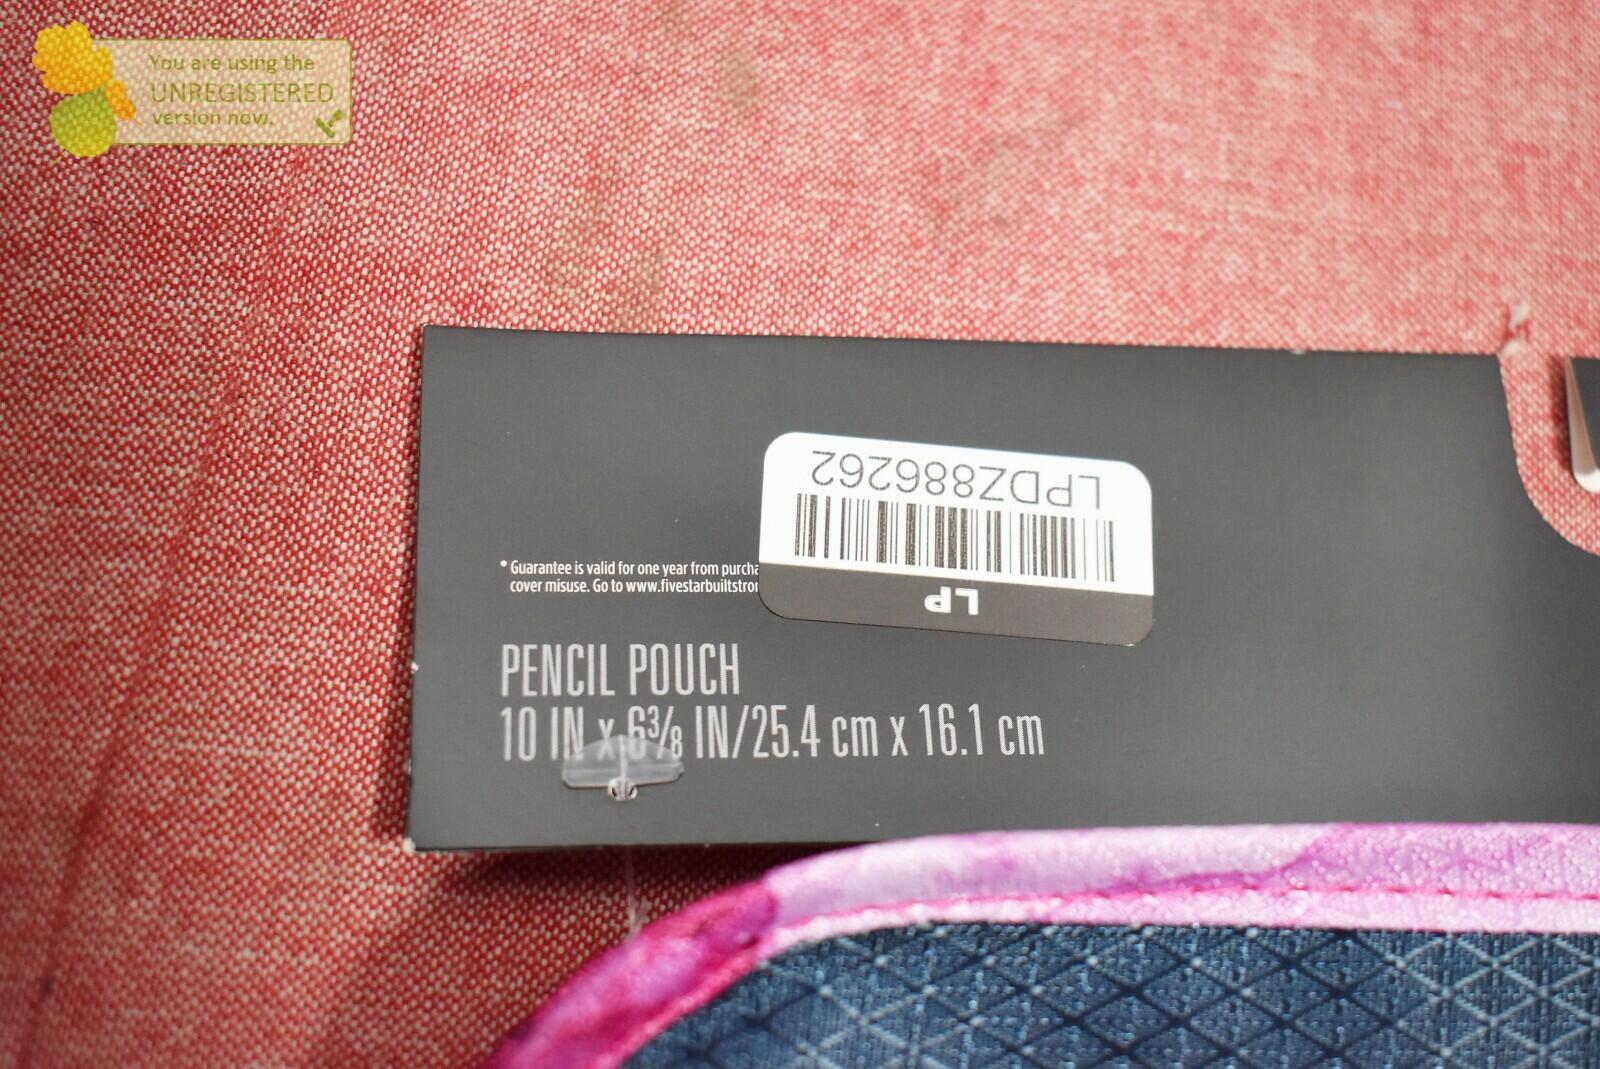 You are using the
UNREGISTERED
version now.
LPDZ886262
LP
* Guarantee is valid for one year from purcha
cover misuse. Go to www.fivestarbuiltstro
PENCIL POUCH
10 IN x 6⅜ IN/25.4 cm x 16.1 cm